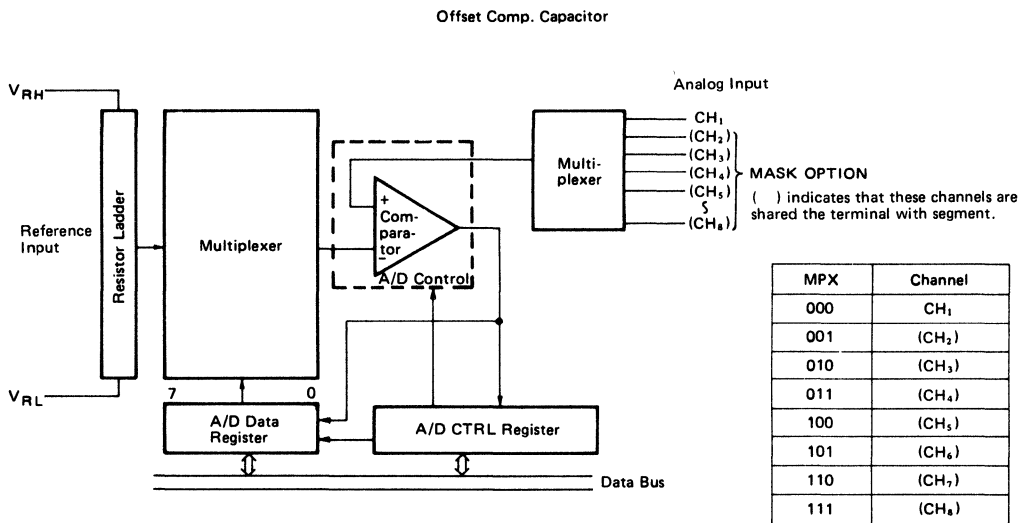 Offset Comp. Capacitor
V_RH
Analog Input
CH₁
(CH₂)
(CH₃)
(CH₄)
(CH₅)
(CH₈)
MASK OPTION
( ) indicates that these channels are
shared the terminal with segment.
Multi-
plexer
Reference
Input
Resistor Ladder
Multiplexer
+
Com-
para-
tor
−
A/D Control
V_RL
7 0
A/D Data
Register
A/D CTRL Register
Data Bus
MPX Channel
000 CH₁
001 (CH₂)
010 (CH₃)
011 (CH₄)
100 (CH₅)
101 (CH₆)
110 (CH₇)
111 (CH₈)